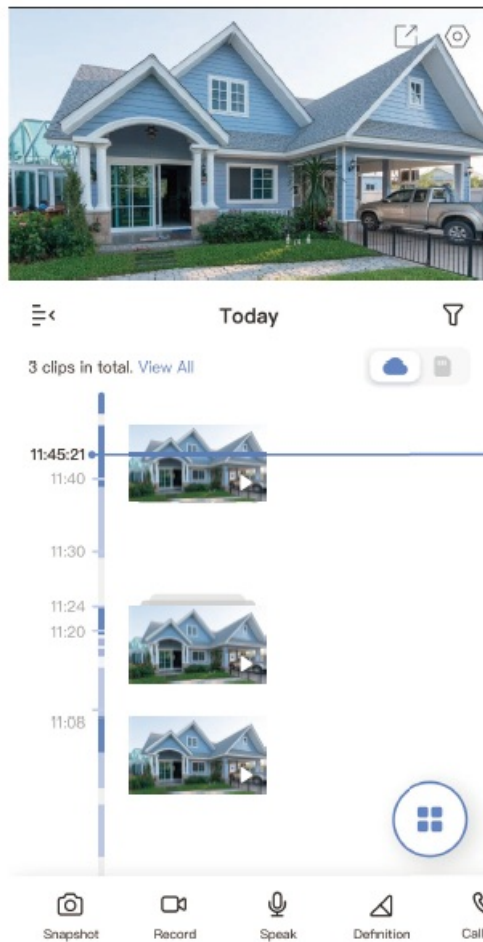 Today
3 clips in total. View All
11:45:21
11:40
11:30
11:24
11:20
11:08
Snapshot
Record
Speak
Definition
Call